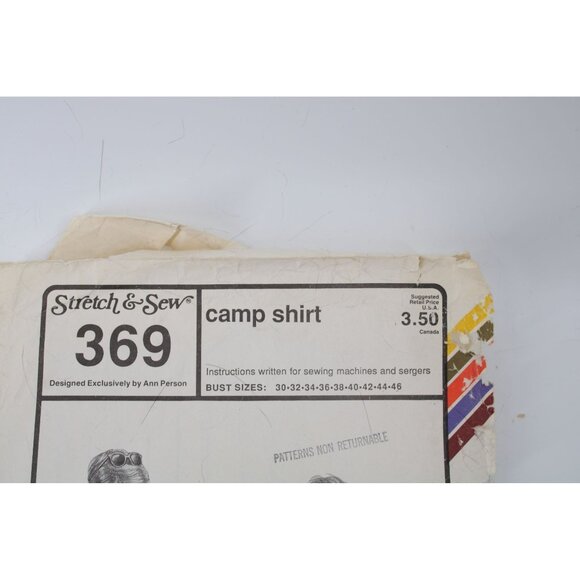 Stretch & Sew®
369
Designed Exclusively by Ann Person
camp shirt
Suggested
Retail Price
U.S.A.
3.50
Canada
Instructions written for sewing machines and sergers
BUST SIZES: 30•32•34•36•38•40•42•44•46
PATTERNS NON RETURNABLE